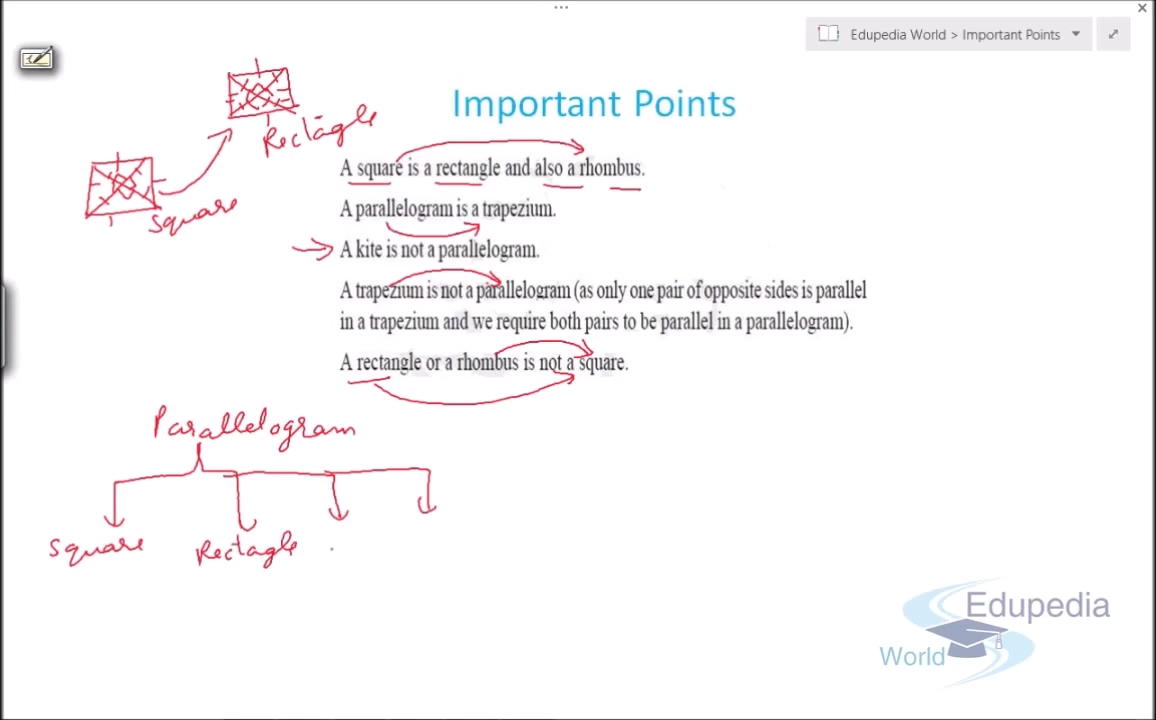 ...
Edupedia World > Important Points
Important Points
Rectagle
Square
A square is a rectangle and also a rhombus.
A parallelogram is a trapezium.
A kite is not a parallelogram.
A trapezium is not a parallelogram (as only one pair of opposite sides is parallel
in a trapezium and we require both pairs to be parallel in a parallelogram).
A rectangle or a rhombus is not a square.
Parallelogram
Square Rectagle
Edupedia
World